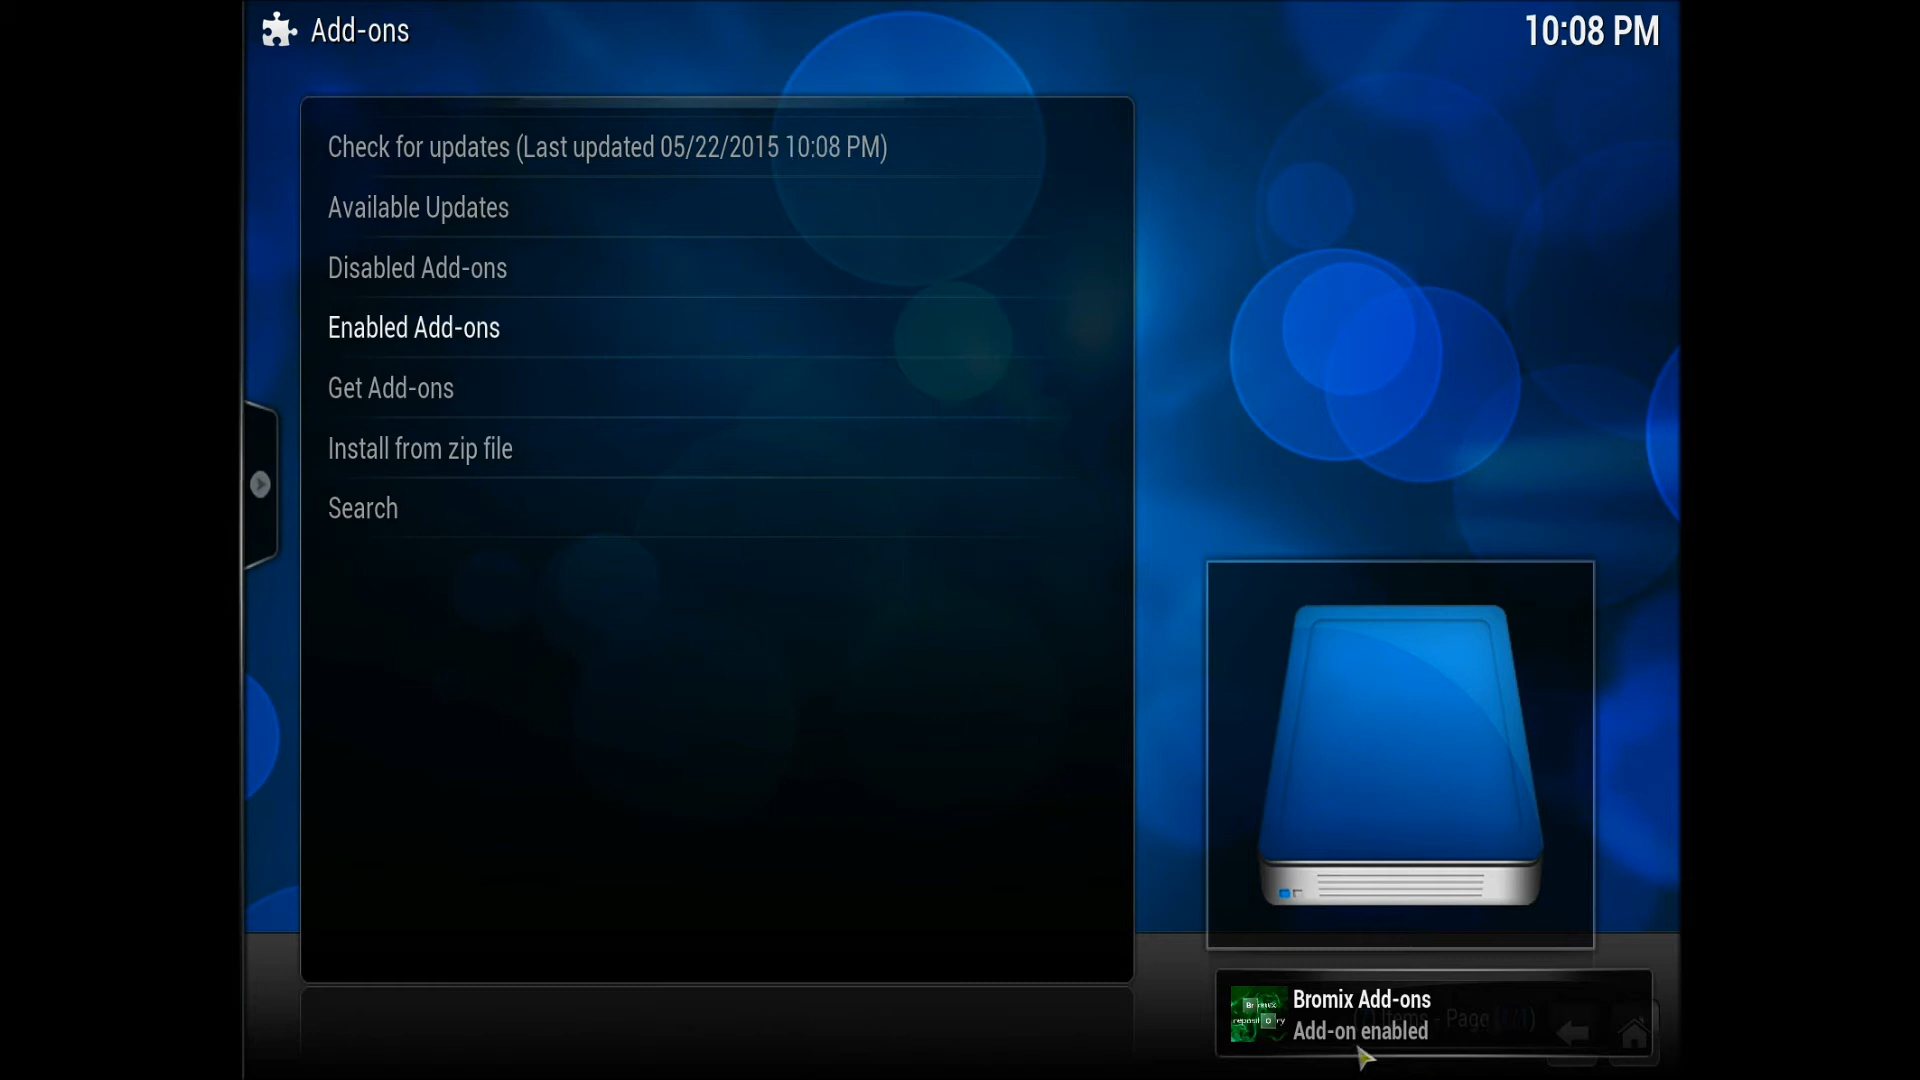 Add-ons
10:08 PM
Check for updates (Last updated 05/22/2015 10:08 PM)
Available Updates
Disabled Add-ons
Enabled Add-ons
Get Add-ons
Install from zip file
Search
Bromix Add-ons
Items - Page
Add-on enabled